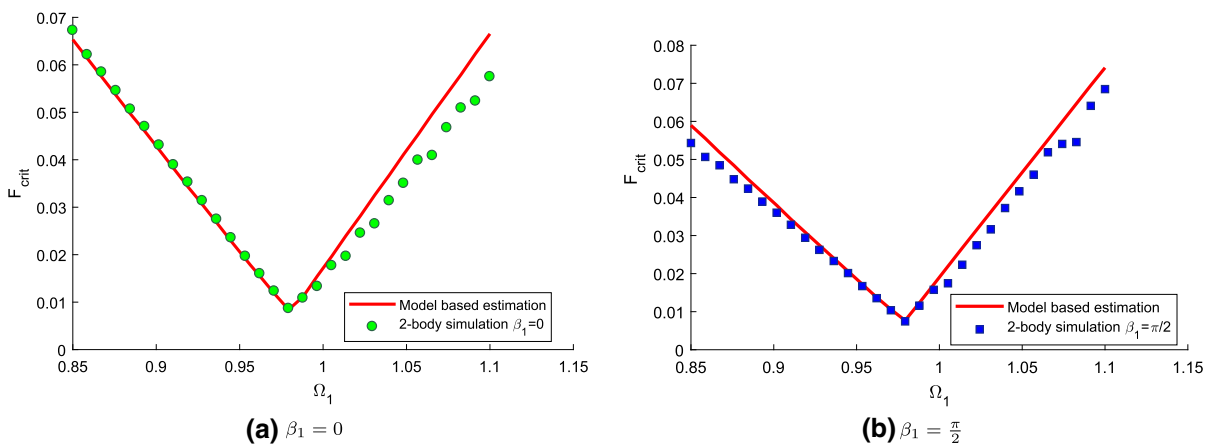 0.07
0.06
0.05
0.04
0.03
0.02
0.01
0
F_crit
Model based estimation
2-body simulation β_1=0
0.85 0.9 0.95 1 1.05 1.1 1.15
Ω_1
(a) β_1 = 0
0.08
0.07
0.06
0.05
0.04
0.03
0.02
0.01
0
F_crit
Model based estimation
2-body simulation β_1=π/2
0.85 0.9 0.95 1 1.05 1.1 1.15
Ω_1
(b) β_1 = π/2